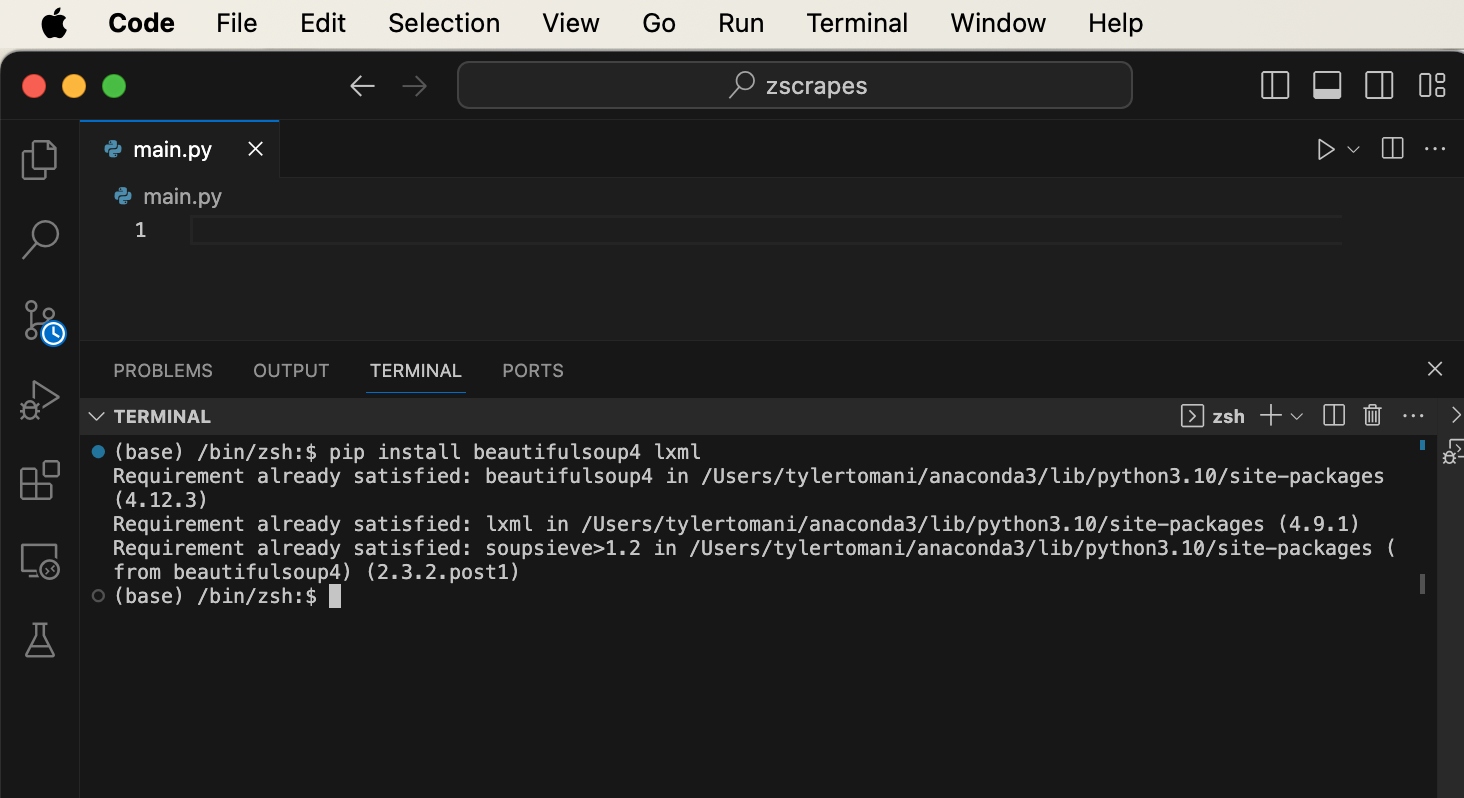 Code File Edit Selection View Go Run Terminal Window Help
zscrapes
main.py
main.py
1
PROBLEMS OUTPUT TERMINAL PORTS
TERMINAL
zsh
(base) /bin/zsh:$ pip install beautifulsoup4 lxml
Requirement already satisfied: beautifulsoup4 in /Users/tylertomani/anaconda3/lib/python3.10/site-packages
(4.12.3)
Requirement already satisfied: lxml in /Users/tylertomani/anaconda3/lib/python3.10/site-packages (4.9.1)
Requirement already satisfied: soupsieve>1.2 in /Users/tylertomani/anaconda3/lib/python3.10/site-packages (
from beautifulsoup4) (2.3.2.post1)
(base) /bin/zsh:$